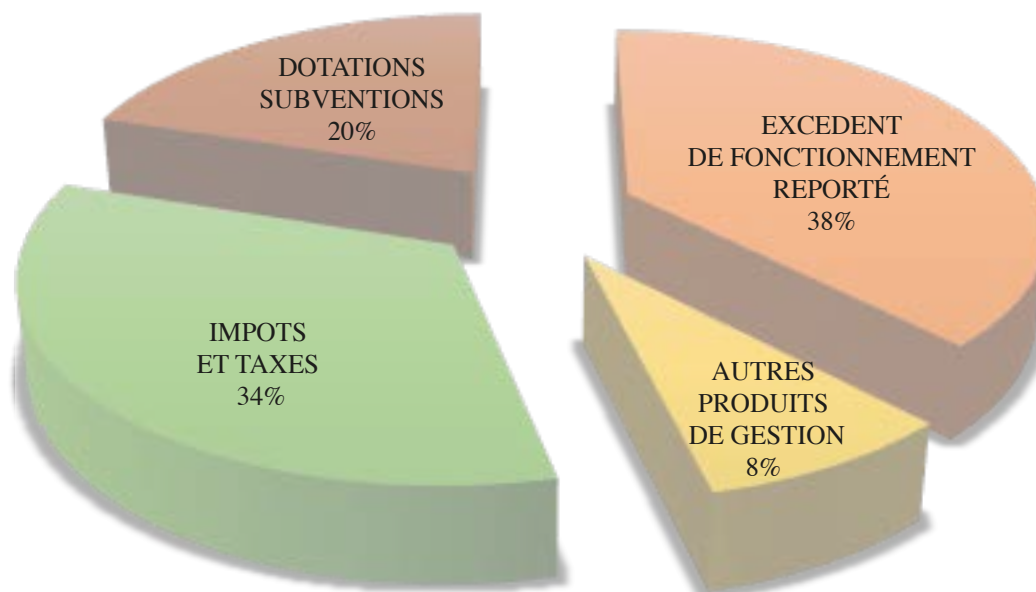 DOTATIONS
SUBVENTIONS
20%
EXCEDENT
DE FONCTIONNEMENT
REPORTÉ
38%
IMPOTS
ET TAXES
34%
AUTRES
PRODUITS
DE GESTION
8%